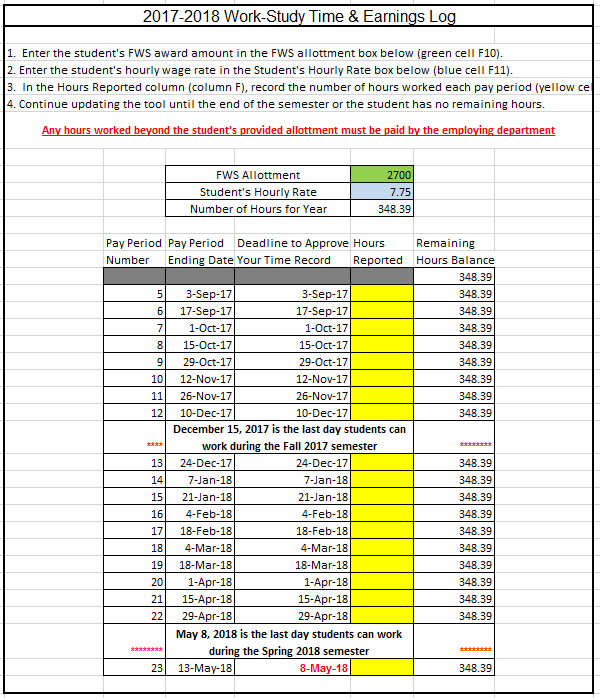 2017-2018 Work-Study Time & Earnings Log
1. Enter the student's FWS award amount in the FWS allottment box below (green cell F10).
2. Enter the student's hourly wage rate in the Student's Hourly Rate box below (blue cell F11).
3. In the Hours Reported column (column F), record the number of hours worked each pay period (yellow cel
4. Continue updating the tool until the end of the semester or the student has no remaining hours.
Any hours worked beyond the student's provided allottment must be paid by the employing department
FWS Allottment 2700
Student's Hourly Rate 7.75
Number of Hours for Year 348.39
Pay Period Pay Period Deadline to Approve Hours Remaining
Number Ending Date Your Time Record Reported Hours Balance
348.39
5 3-Sep-17 3-Sep-17 348.39
6 17-Sep-17 17-Sep-17 348.39
7 1-Oct-17 1-Oct-17 348.39
8 15-Oct-17 15-Oct-17 348.39
9 29-Oct-17 29-Oct-17 348.39
10 12-Nov-17 12-Nov-17 348.39
11 26-Nov-17 26-Nov-17 348.39
12 10-Dec-17 10-Dec-17 348.39
December 15, 2017 is the last day students can
**** work during the Fall 2017 semester ********
13 24-Dec-17 24-Dec-17 348.39
14 7-Jan-18 7-Jan-18 348.39
15 21-Jan-18 21-Jan-18 348.39
16 4-Feb-18 4-Feb-18 348.39
17 18-Feb-18 18-Feb-18 348.39
18 4-Mar-18 4-Mar-18 348.39
19 18-Mar-18 18-Mar-18 348.39
20 1-Apr-18 1-Apr-18 348.39
21 15-Apr-18 15-Apr-18 348.39
22 29-Apr-18 29-Apr-18 348.39
May 8, 2018 is the last day students can work
******** during the Spring 2018 semester ********
23 13-May-18 8-May-18 348.39